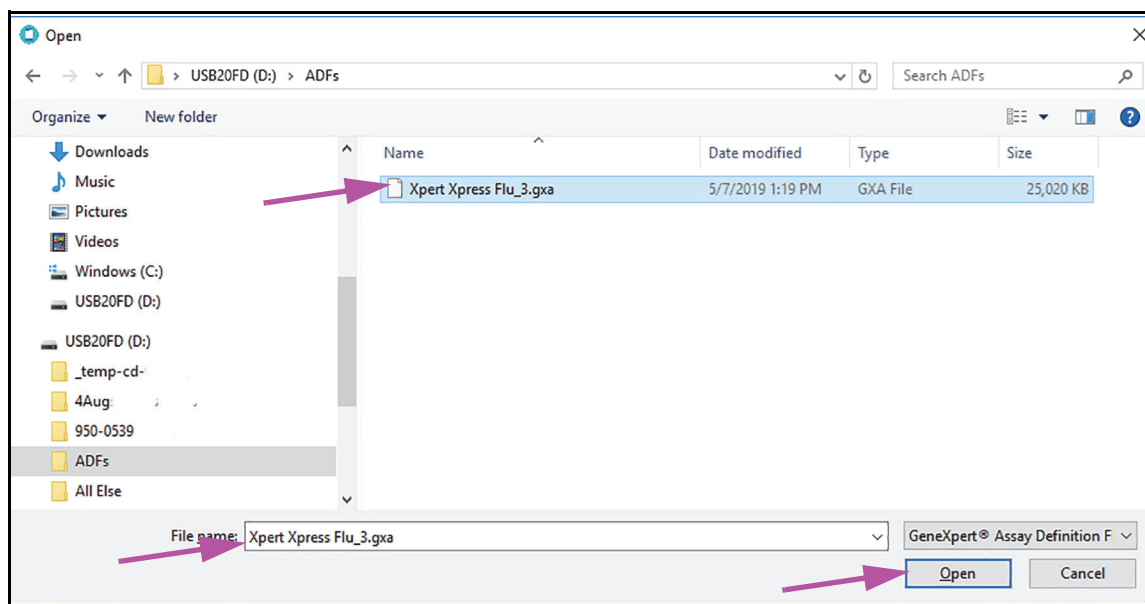 Open
USB20FD (D:) > ADFs
Search ADFs
Organize
New folder
Name
Date modified
Type
Size
Xpert Xpress Flu_3.gxa
5/7/2019 1:19 PM
GXA File
25,020 KB
Downloads
Music
Pictures
Videos
Windows (C:)
USB20FD (D:)
USB20FD (D:)
_temp-cd-
4Aug
950-0539
ADFs
All Else
File name:
Xpert Xpress Flu_3.gxa
GeneXpert® Assay Definition F
Open
Cancel